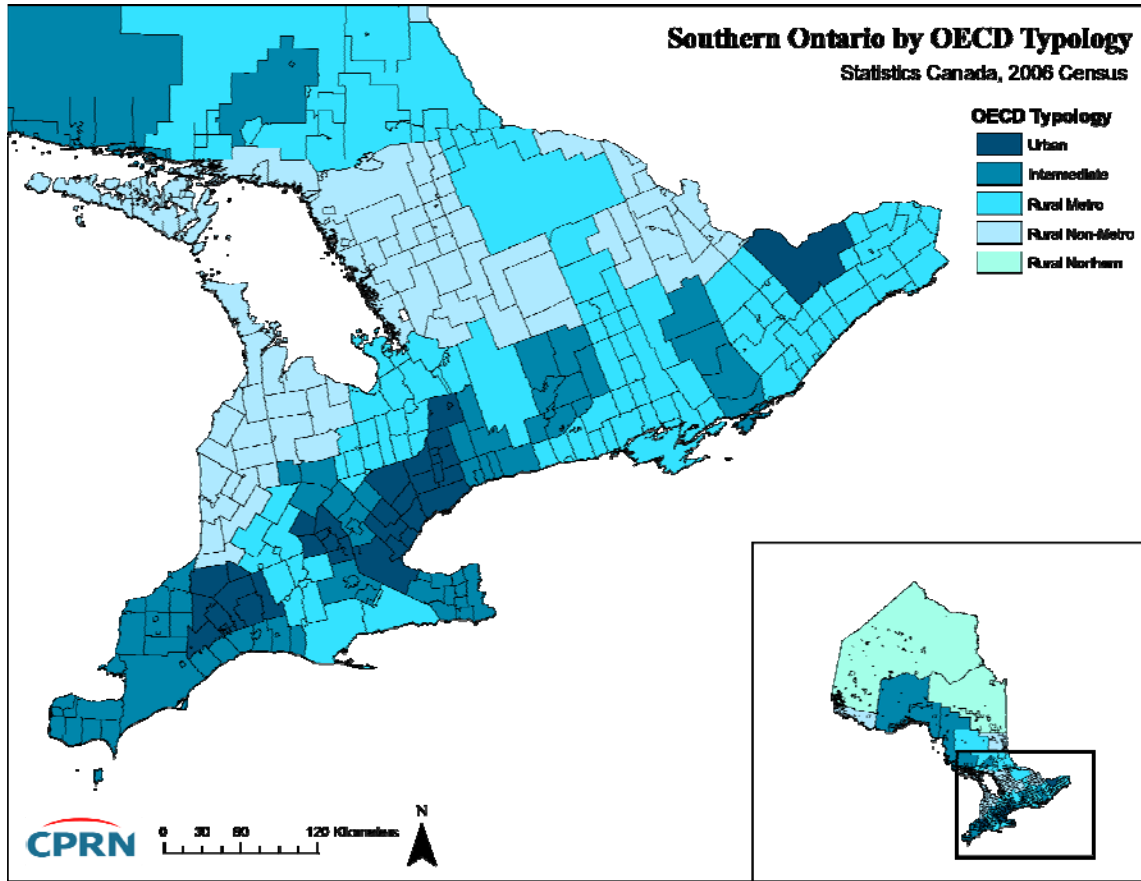 Southern Ontario by OECD Typology
Statistics Canada, 2006 Census
OECD Typology
Urban
Intermediate
Rural Metro
Rural Non-Metro
Rural Northern
N
0 30 60 120 Kilometers
CPRN